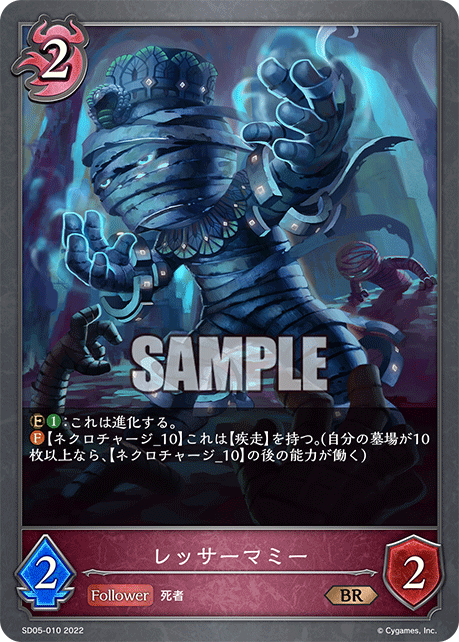 2
SAMPLE
E 1:これは進化する。
F【ネクロチャージ_10】これは【疾走】を持つ。(自分の墓場が10
枚以上なら、【ネクロチャージ_10】の後の能力が働く)
レッサーマミー
2
Follower 死者
BR
2
SD05-010 2022
© Cygames, Inc.